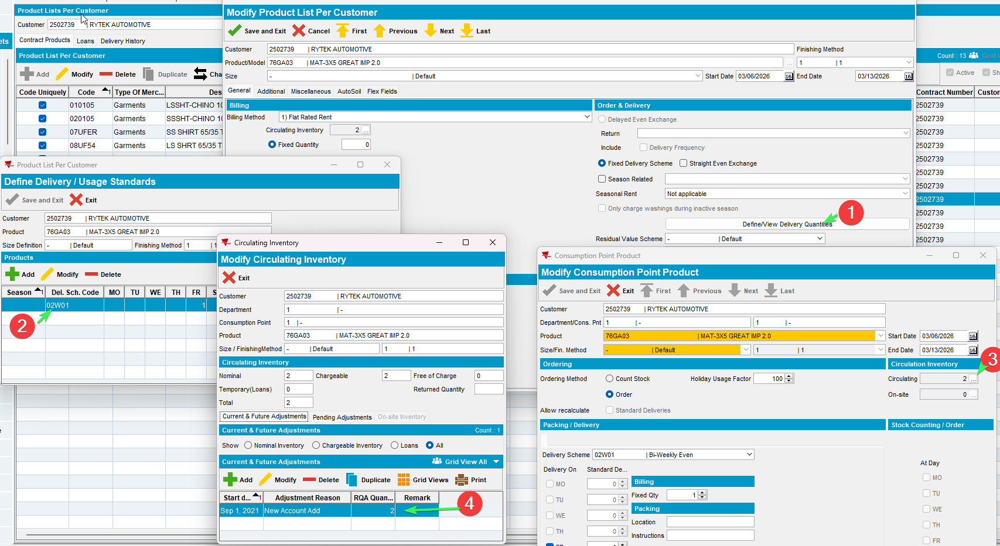 Product Lists Per Customer
Customer 2502739 | RYTEK AUTOMOTIVE
Contract Products Loans Delivery History
Product List Per Customer
Add Modify Delete Duplicate Cha
Code Uniquely Code 1 Type Of Merc... Des
010105 Garments LSSHT-CHINO 10
020105 Garments SSSHT-CHINO 10
07UFER Garments SS SHIRT 65/35 T
08UF54 Garments LS SHRT 65/35 T
ets
Modify Product List Per Customer
Save and Exit Cancel First Previous Next Last
Customer 2502739 | RYTEK AUTOMOTIVE Finishing Method
Product/Model 76GA03 | MAT-3X5 GREAT IMP 2.0 ... 1 | 1
Size - | Default Start Date 03/06/2026 16 End Date 03/13/2026 16
General Additional Miscellaneous AutoSoil Flex Fields
Billing
Billing Method 1) Flat Rated Rent
Circulating Inventory 2 ...
Fixed Quantity 0
Order & Delivery
Delayed Even Exchange
Return
Include Delivery Frequency
Fixed Delivery Scheme Straight Even Exchange
Season Related
Seasonal Rent Not applicable
Only charge washings during inactive season
Define/View Delivery Quantities
1
Residual Value Scheme - | Default
Count : 13 Grid V
Active Sh
Contract Number Custon
2502739
2502739
2502739
2502739
2502739
2502739
2502739
2502739
2502739
2502739
2502739
Product List Per Customer
Define Delivery / Usage Standards
Save and Exit Exit
Customer 2502739 | RYTEK AUTOMOTIVE
Product 76GA03 | MAT-3X5 GREAT IMP 2.0
Size Definition - | Default Finishing Method 1 | 1
Products
Add Modify Delete
Season 1 Del. Sch. Code MO TU WE TH FR S
02W01 1
2
Circulating Inventory
Modify Circulating Inventory
Exit
Customer 2502739 | RYTEK AUTOMOTIVE
Department 1 | -
Consumption Point 1 | -
Product 76GA03 | MAT-3X5 GREAT IMP 2.0
Size / FinishingMethod - | Default 1 | 1
Circulating Inventory
Nominal 2 Chargeable 2 Free of Charge 0
Temporary(Loans) 0 Returned Quantity
Total 2
Current & Future Adjustments Pending Adjustments On-site Inventory
Current & Future Adjustments Count : 1
Show Nominal Inventory Chargeable Inventory Loans All
Current & Future Adjustments Grid View All
Add Modify Delete Duplicate Grid Views Print
Start d... 1 Adjustment Reason RQA Quan... Remark
Sep 1, 2021 New Account Add 2
4
Consumption Point Product
Modify Consumption Point Product
Save and Exit Exit First Previous Next Last
Customer 2502739 | RYTEK AUTOMOTIVE
Department/Cons. Pnt 1 | - 1 | -
Product 76GA03 | MAT-3X5 GREAT IMP 2.0 Start Date 03/06/2026 16
Size/Fin. Method - | Default 1 | 1 End Date 03/13/2026 16
Ordering
Circulation Inventory
3
Ordering Method Count Stock Holiday Usage Factor 100
Circulating 2 ...
Order
On-site 0 ...
Allow recalculate Standard Deliveries
Packing / Delivery
Stock Counting / Order
Delivery Scheme 02W01 | Bi-Weekly Even
Delivery On Standard De...
MO 0
TU 0
WE 0
TH 0
Billing
Fixed Qty 1
Packing
Location
Instructions
At Day
MO
TU
WE
TH
FR